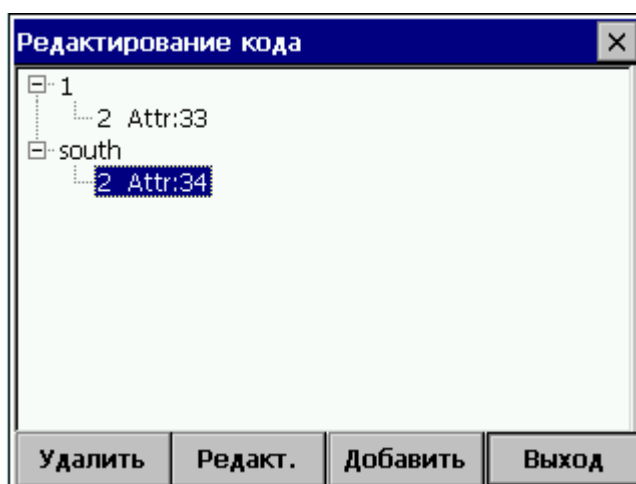 Редактирование кода
1
2 Attr:33
south
2 Attr:34
Удалить Редакт. Добавить Выход